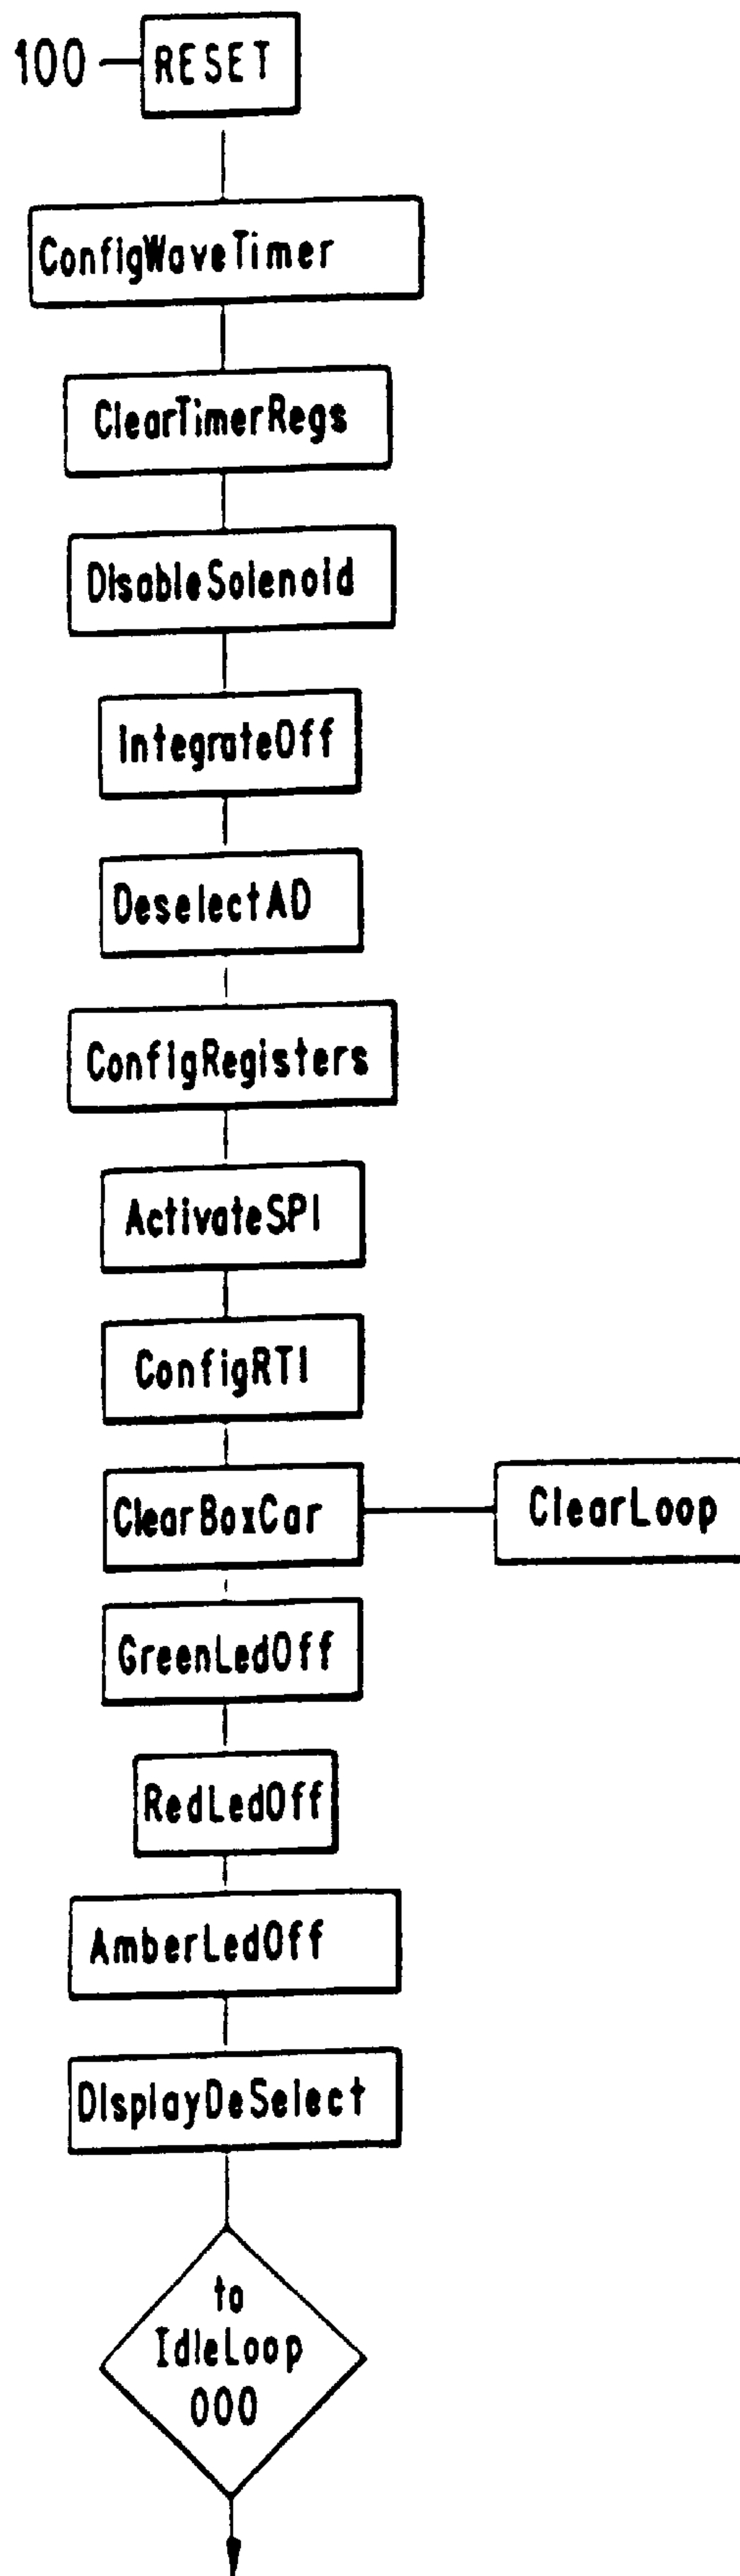 100
RESET
ConfigWaveTimer
ClearTimerRegs
DisableSolenoid
IntegrateOff
DeselectAD
ConfigRegisters
ActivateSPI
ConfigRTI
ClearBoxCar
ClearLoop
GreenLedOff
RedLedOff
AmberLedOff
DisplayDeSelect
to
IdleLoop
000